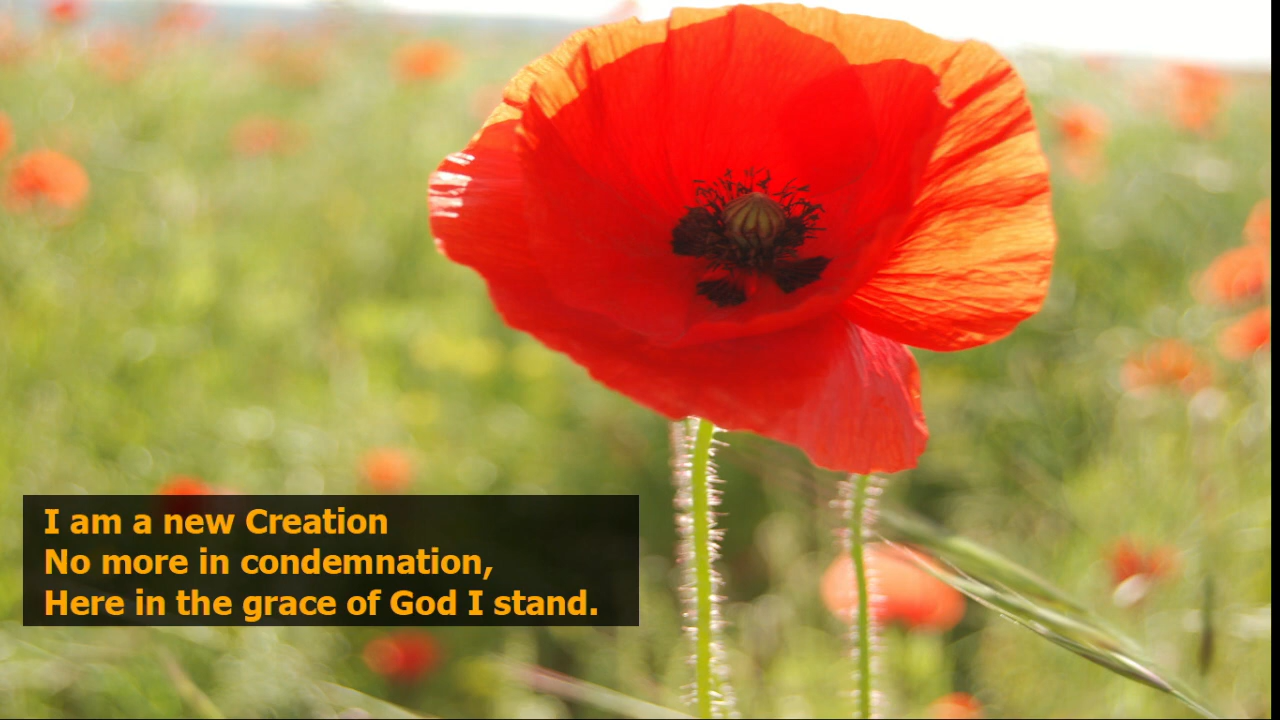 I am a new Creation
No more in condemnation,
Here in the grace of God I stand.